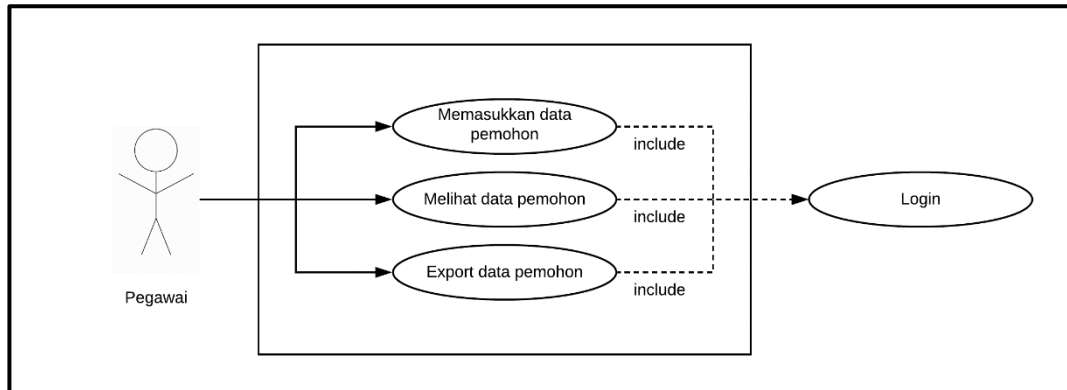 Memasukkan data
pemohon
include
Melihat data pemohon
include
Login
Export data pemohon
include
Pegawai